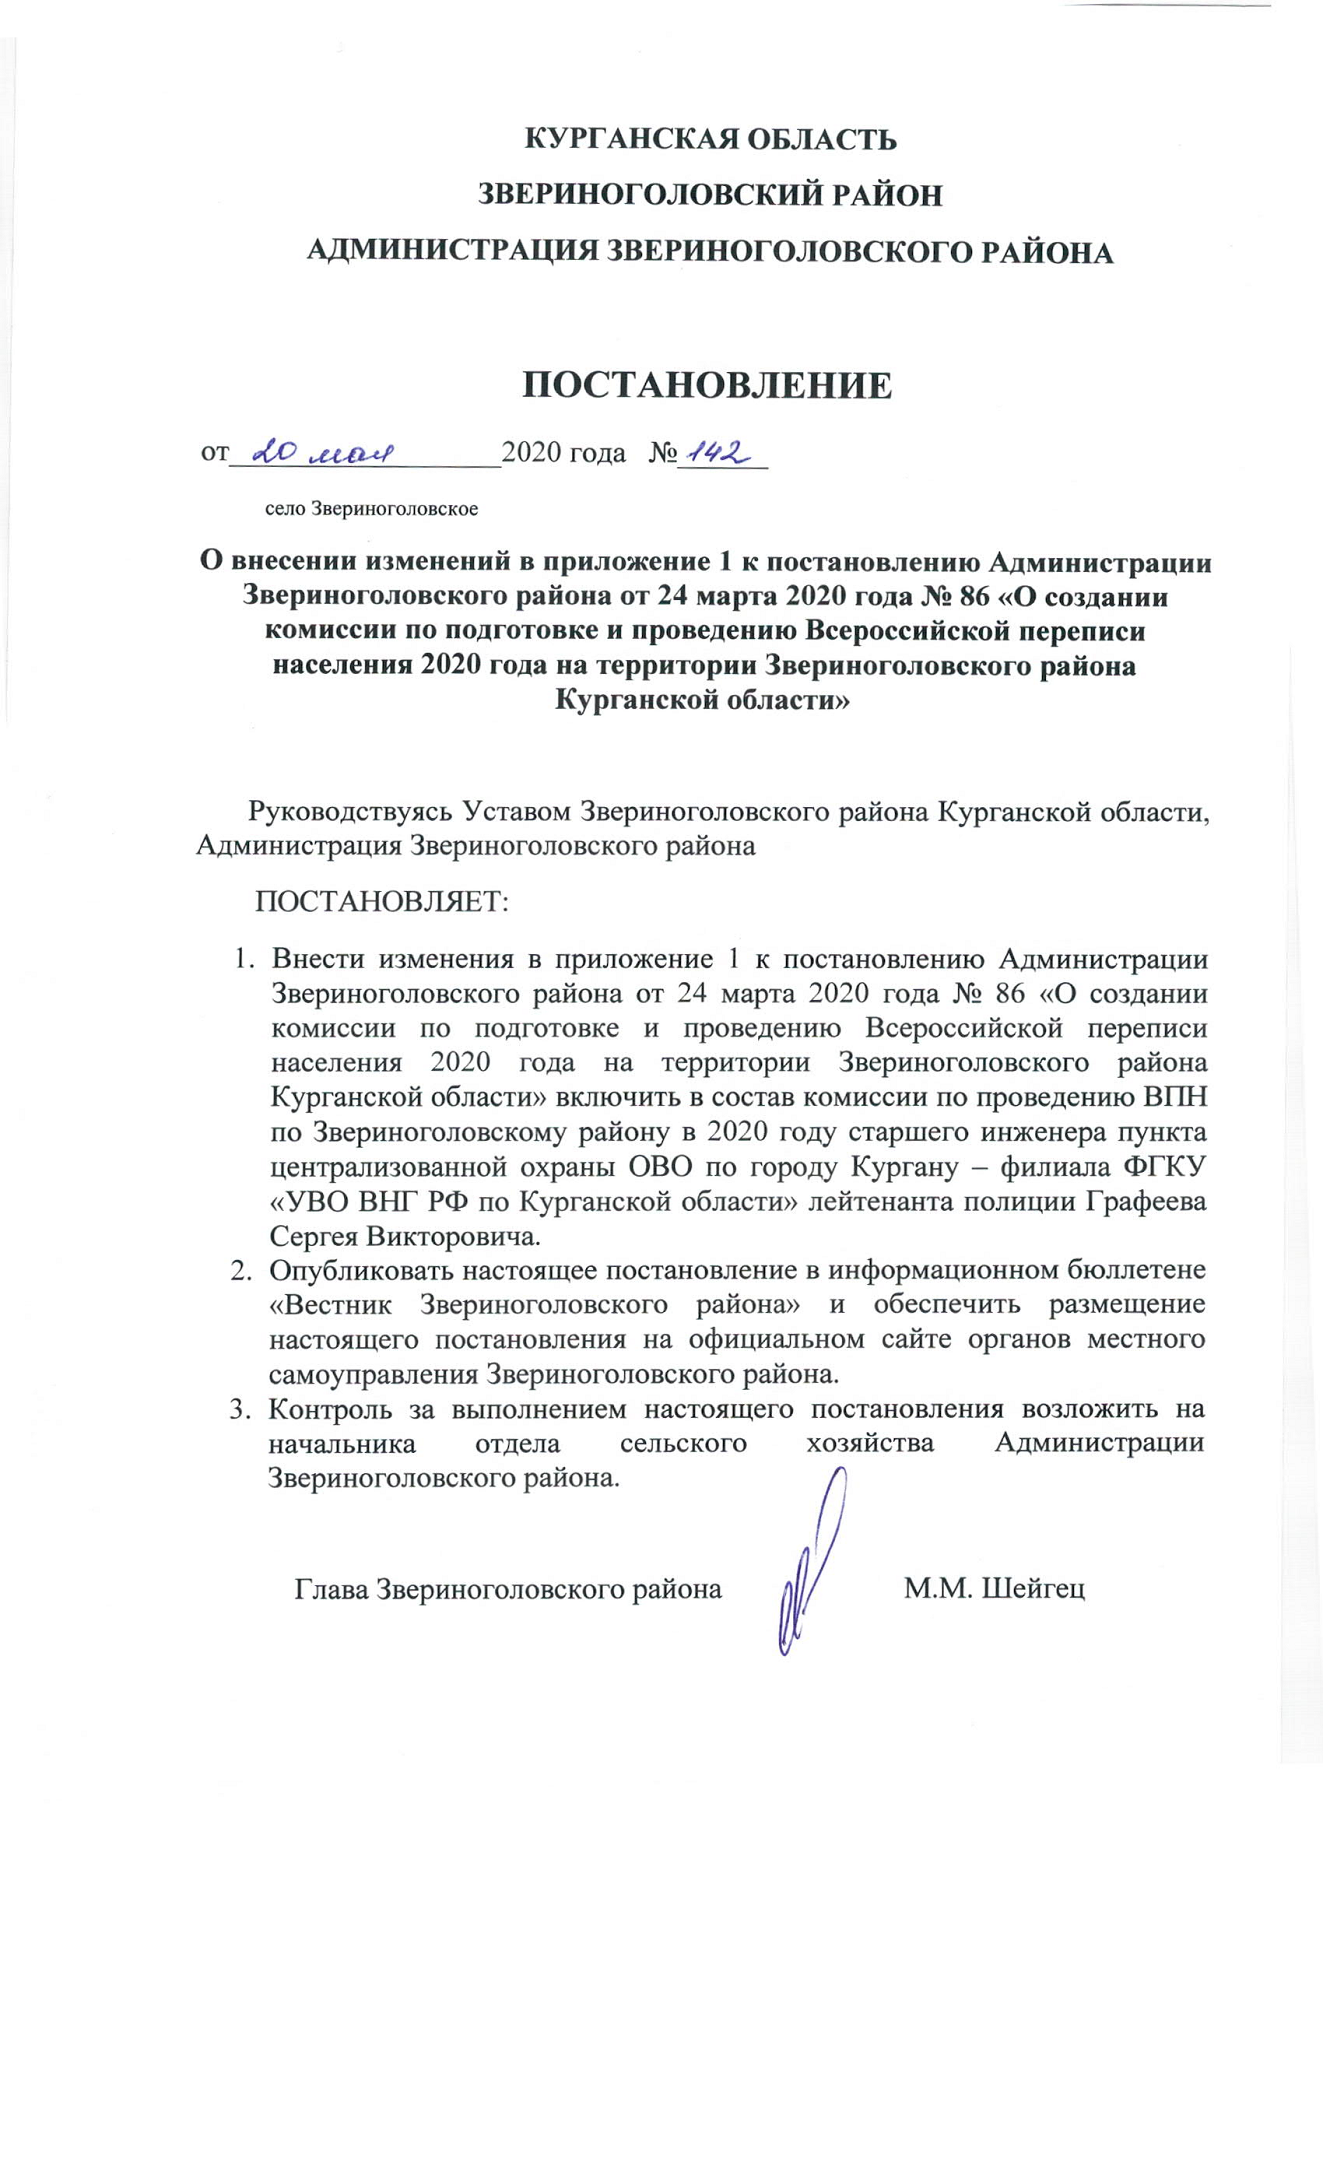 КУРГАНСКАЯ ОБЛАСТЬ
ЗВЕРИНОГОЛОВСКИЙ РАЙОН
АДМИНИСТРАЦИЯ ЗВЕРИНОГОЛОВСКОГО РАЙОНА
ПОСТАНОВЛЕНИЕ
от 20 мая 2020 года № 142
село Звериноголовское
О внесении изменений в приложение 1 к постановлению Администрации
Звериноголовского района от 24 марта 2020 года № 86 «О создании
комиссии по подготовке и проведению Всероссийской переписи
населения 2020 года на территории Звериноголовского района
Курганской области»
Руководствуясь Уставом Звериноголовского района Курганской области,
Администрация Звериноголовского района
ПОСТАНОВЛЯЕТ:
1. Внести изменения в приложение 1 к постановлению Администрации
Звериноголовского района от 24 марта 2020 года № 86 «О создании
комиссии по подготовке и проведению Всероссийской переписи
населения 2020 года на территории Звериноголовского района
Курганской области» включить в состав комиссии по проведению ВПН
по Звериноголовскому району в 2020 году старшего инженера пункта
централизованной охраны ОВО по городу Кургану – филиала ФГКУ
«УВО ВНГ РФ по Курганской области» лейтенанта полиции Графеева
Сергея Викторовича.
2. Опубликовать настоящее постановление в информационном бюллетене
«Вестник Звериноголовского района» и обеспечить размещение
настоящего постановления на официальном сайте органов местного
самоуправления Звериноголовского района.
3. Контроль за выполнением настоящего постановления возложить на
начальника отдела сельского хозяйства Администрации
Звериноголовского района.
Глава Звериноголовского района М.М. Шейгец